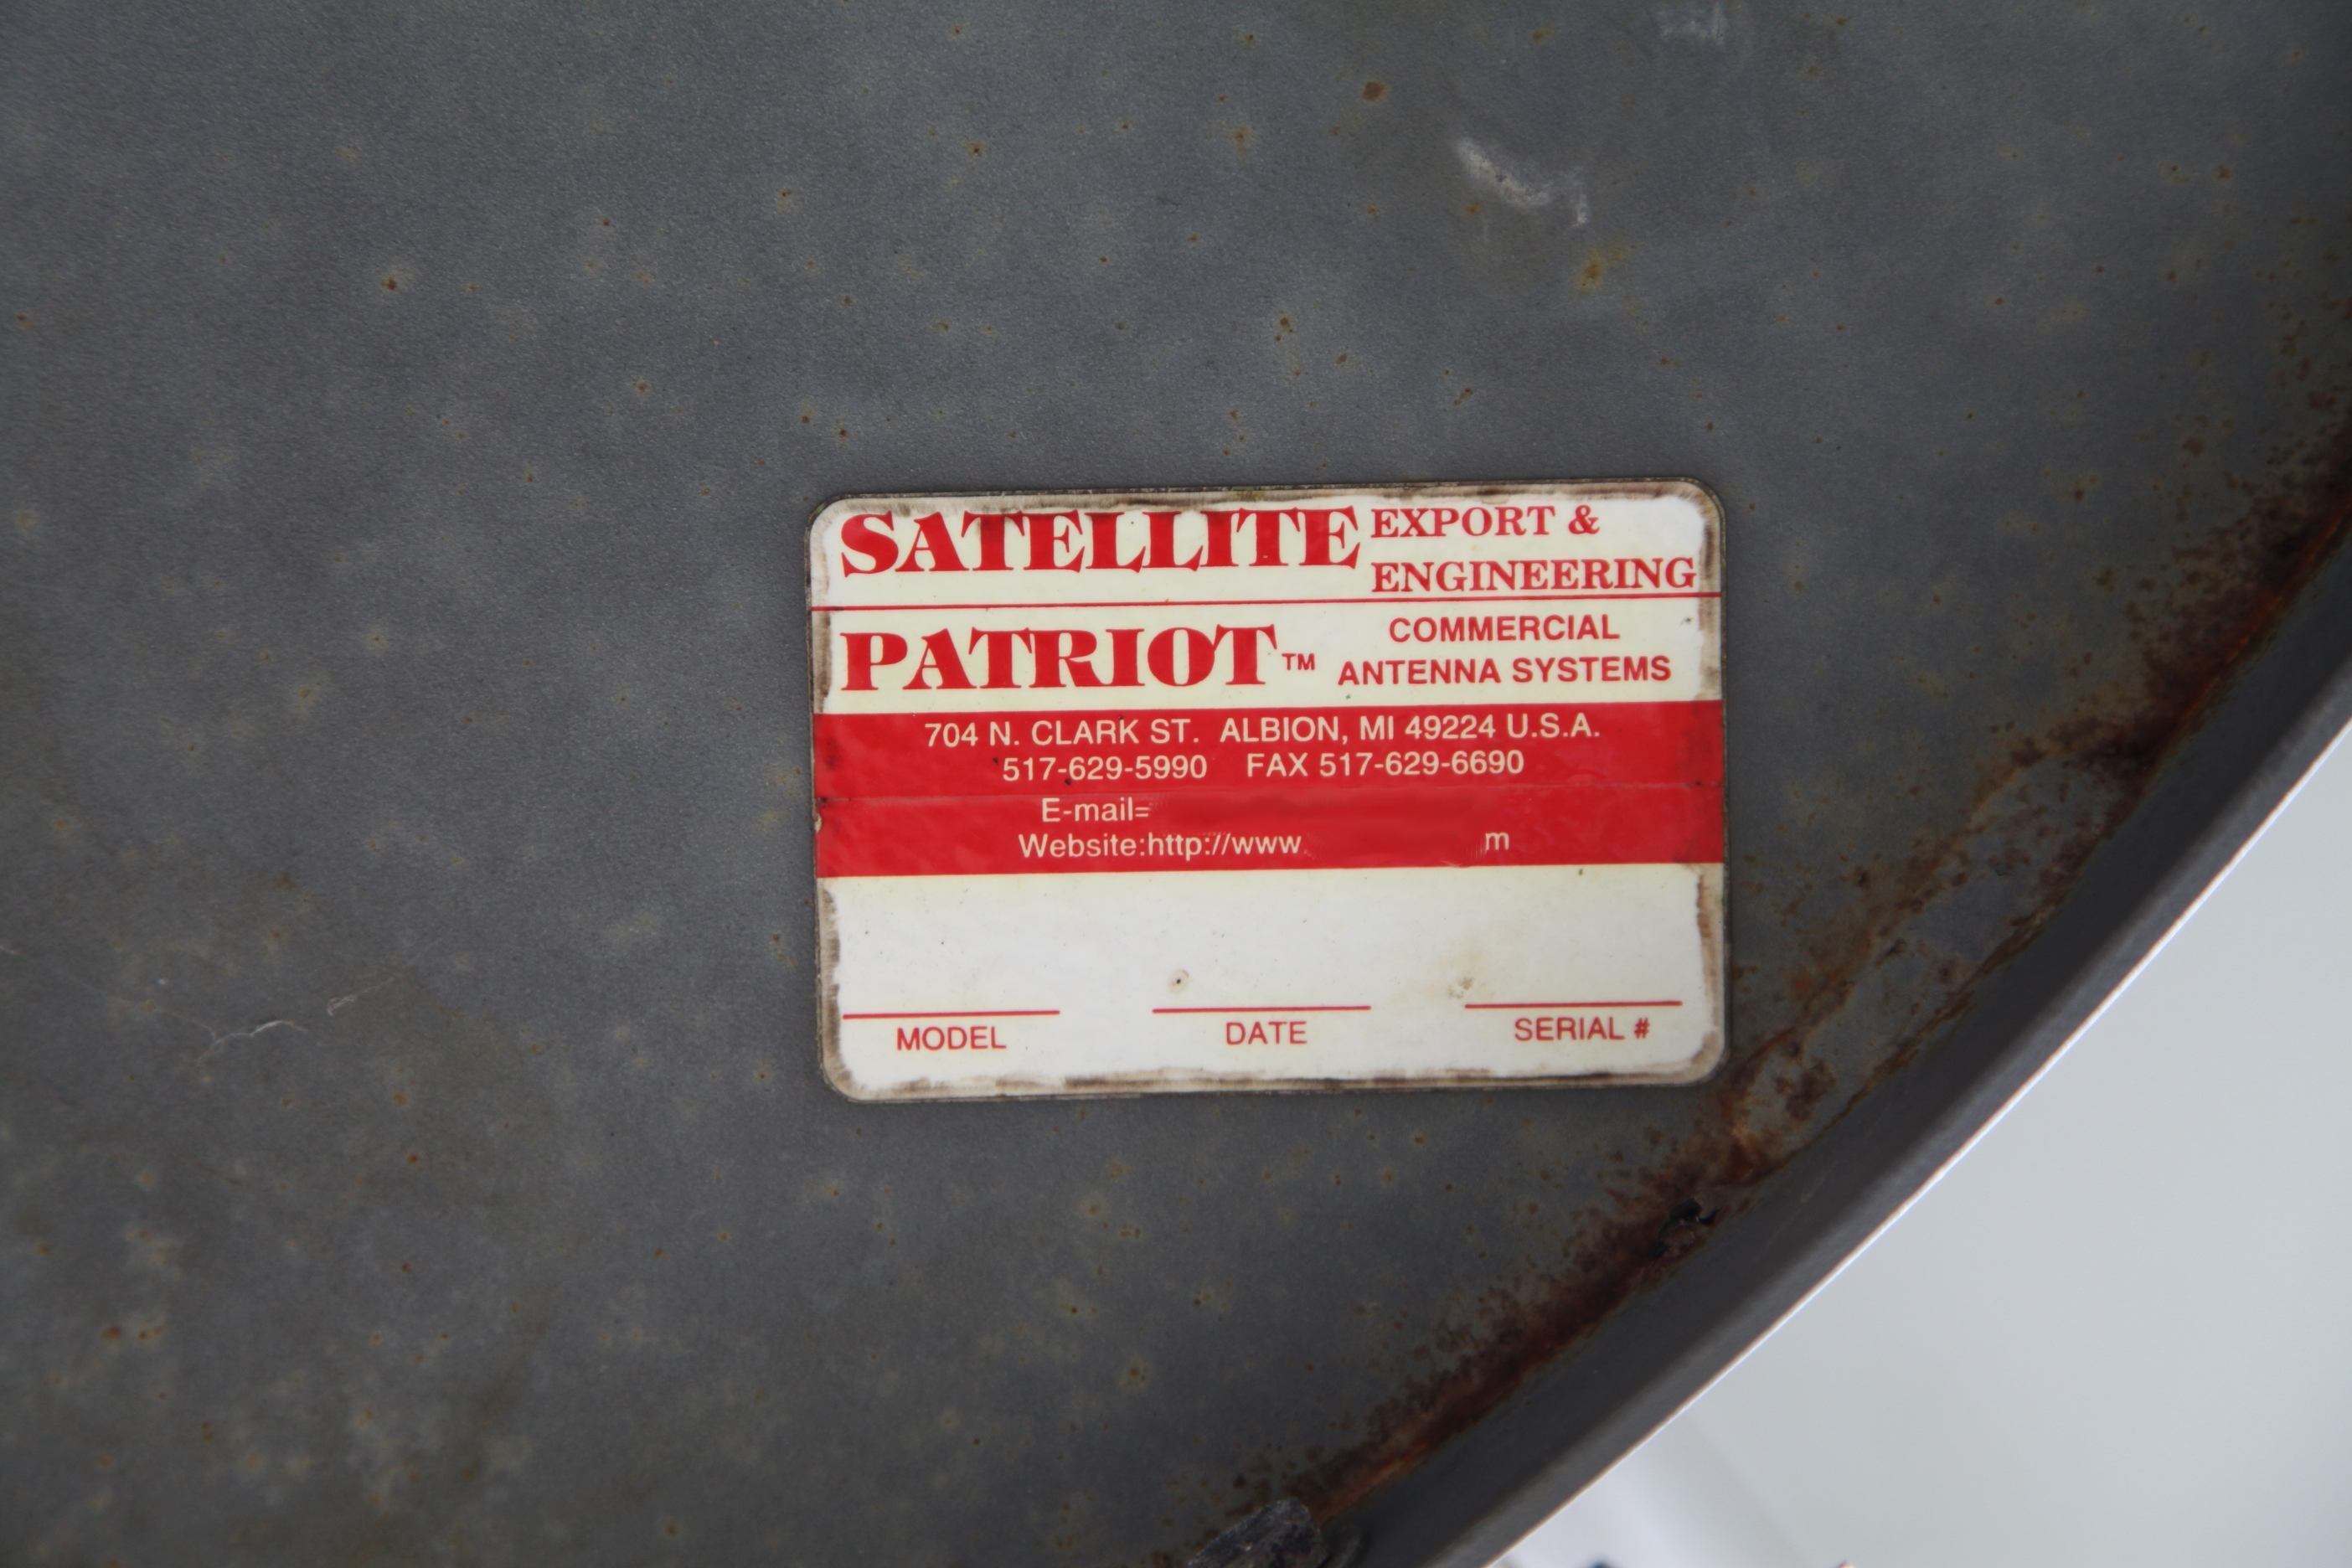 SATELLITE EXPORT &
ENGINEERING
PATRIOT™ COMMERCIAL
ANTENNA SYSTEMS
704 N. CLARK ST. ALBION, MI 49224 U.S.A.
517-629-5990 FAX 517-629-6690
E-mail=
Website:http://www m
MODEL DATE SERIAL #